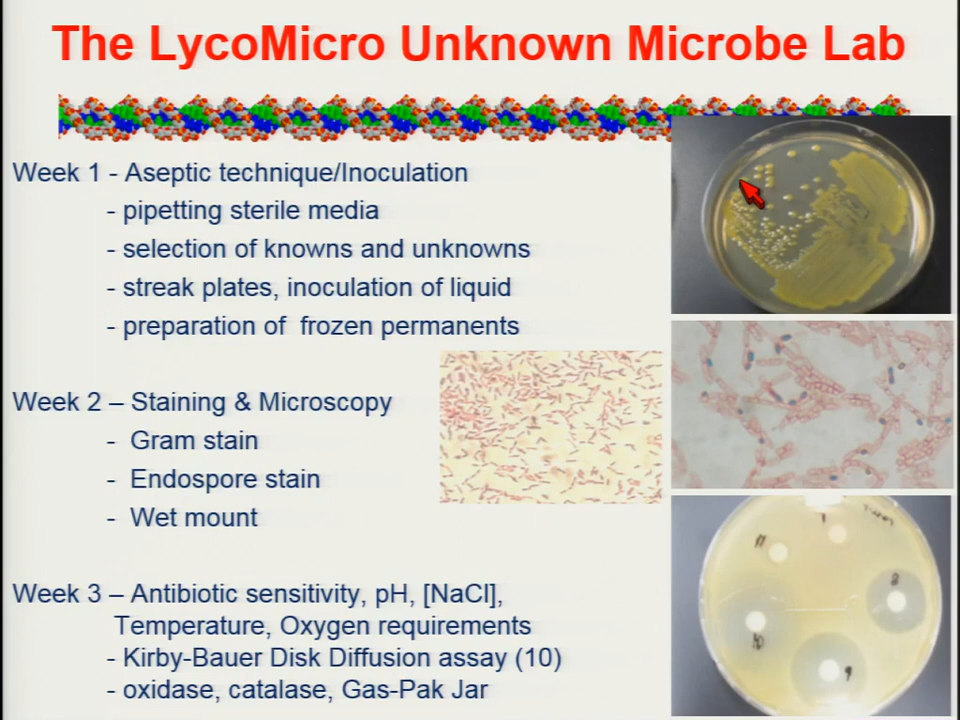 The LycoMicro Unknown Microbe Lab
Week 1 - Aseptic technique/Inoculation
- pipetting sterile media
- selection of knowns and unknowns
- streak plates, inoculation of liquid
- preparation of frozen permanents
Week 2 – Staining & Microscopy
- Gram stain
- Endospore stain
- Wet mount
Week 3 – Antibiotic sensitivity, pH, [NaCl],
Temperature, Oxygen requirements
- Kirby-Bauer Disk Diffusion assay (10)
- oxidase, catalase, Gas-Pak Jar
11
10
9